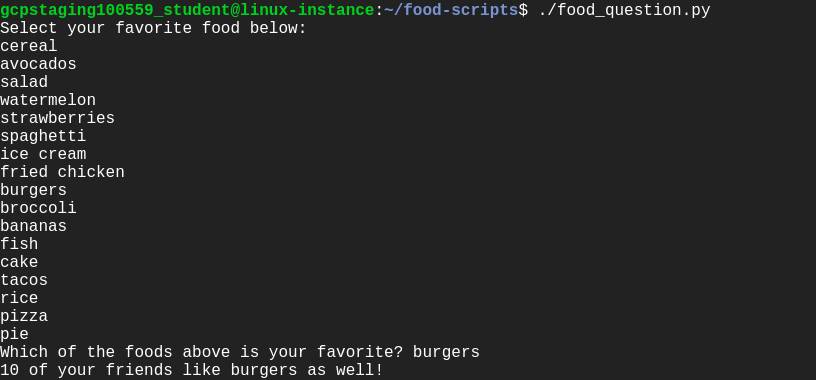 gcpstaging100559_student@linux-instance:~/food-scripts$ ./food_question.py
Select your favorite food below:
cereal
avocados
salad
watermelon
strawberries
spaghetti
ice cream
fried chicken
burgers
broccoli
bananas
fish
cake
tacos
rice
pizza
pie
Which of the foods above is your favorite? burgers
10 of your friends like burgers as well!